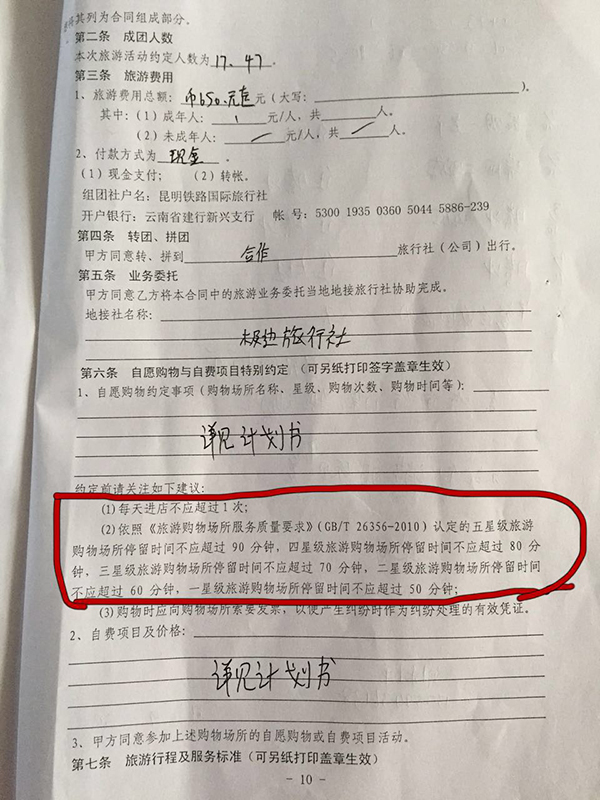 将其列为合同组成部分。
第二条 成团人数
本次旅游活动约定人数为 17、47 。
第三条 旅游费用
1、旅游费用总额: 650.元 元(大写: )。
其中:(1)成年人: 元/人,共 人。
(2)未成年人: 元/人,共 人。
2、付款方式为 现金 。
(1)现金支付; (2)转帐。
组团社户名:昆明铁路国际旅行社
开户银行:云南省建行新兴支行 帐 号:5300 1935 0360 5044 5886-239
第四条 转团、拼团
甲方同意转、拼到 合作 旅行社(公司)出行。
第五条 业务委托
甲方同意乙方将本合同中的旅游业务委托当地地接旅行社协助完成。
地接社名称:
极边旅行社
第六条 自愿购物与自费项目特别约定 (可另纸打印签字盖章生效)
1、自愿购物约定事项(购物场所名称、星级、购物次数、购物时间等):
详见计划书
约定前请关注如下建议:
(1)每天进店不应超过 1 次;
(2)依照《旅游购物场所服务质量要求》(GB/T 26356-2010)认定的五星级旅游
购物场所停留时间不应超过 90 分钟,四星级旅游购物场所停留时间不应超过 80 分
钟,三星级旅游购物场所停留时间不应超过 70 分钟,二星级旅游购物场所停留时间
不应超过 60 分钟,一星级旅游购物场所停留时间不应超过 50 分钟;
(3)购物时应向购物场所索要发票,以便产生纠纷时作为纠纷处理的有效凭证。
2、自费项目及价格:
详见计划书
3、甲方同意参加上述购物场所的自愿购物或自费项目活动。
第七条 旅游行程及服务标准(可另纸打印盖章生效)
- 10 -